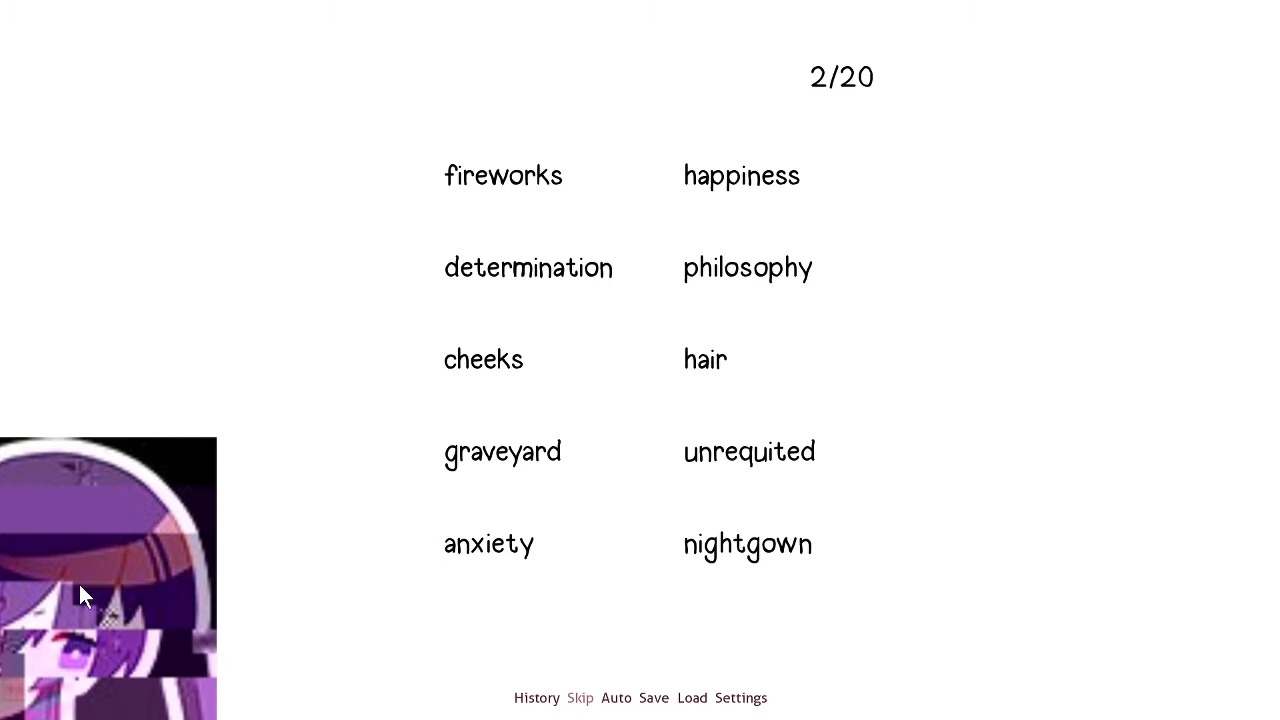 2/20
fireworks happiness
determination philosophy
cheeks hair
graveyard unrequited
anxiety nightgown
History Skip Auto Save Load Settings